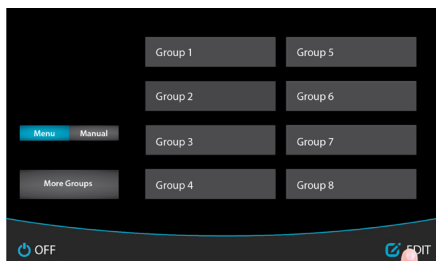 Group 1 Group 5
Group 2 Group 6
Menu Manual
Group 3 Group 7
More Groups
Group 4 Group 8
OFF EDIT